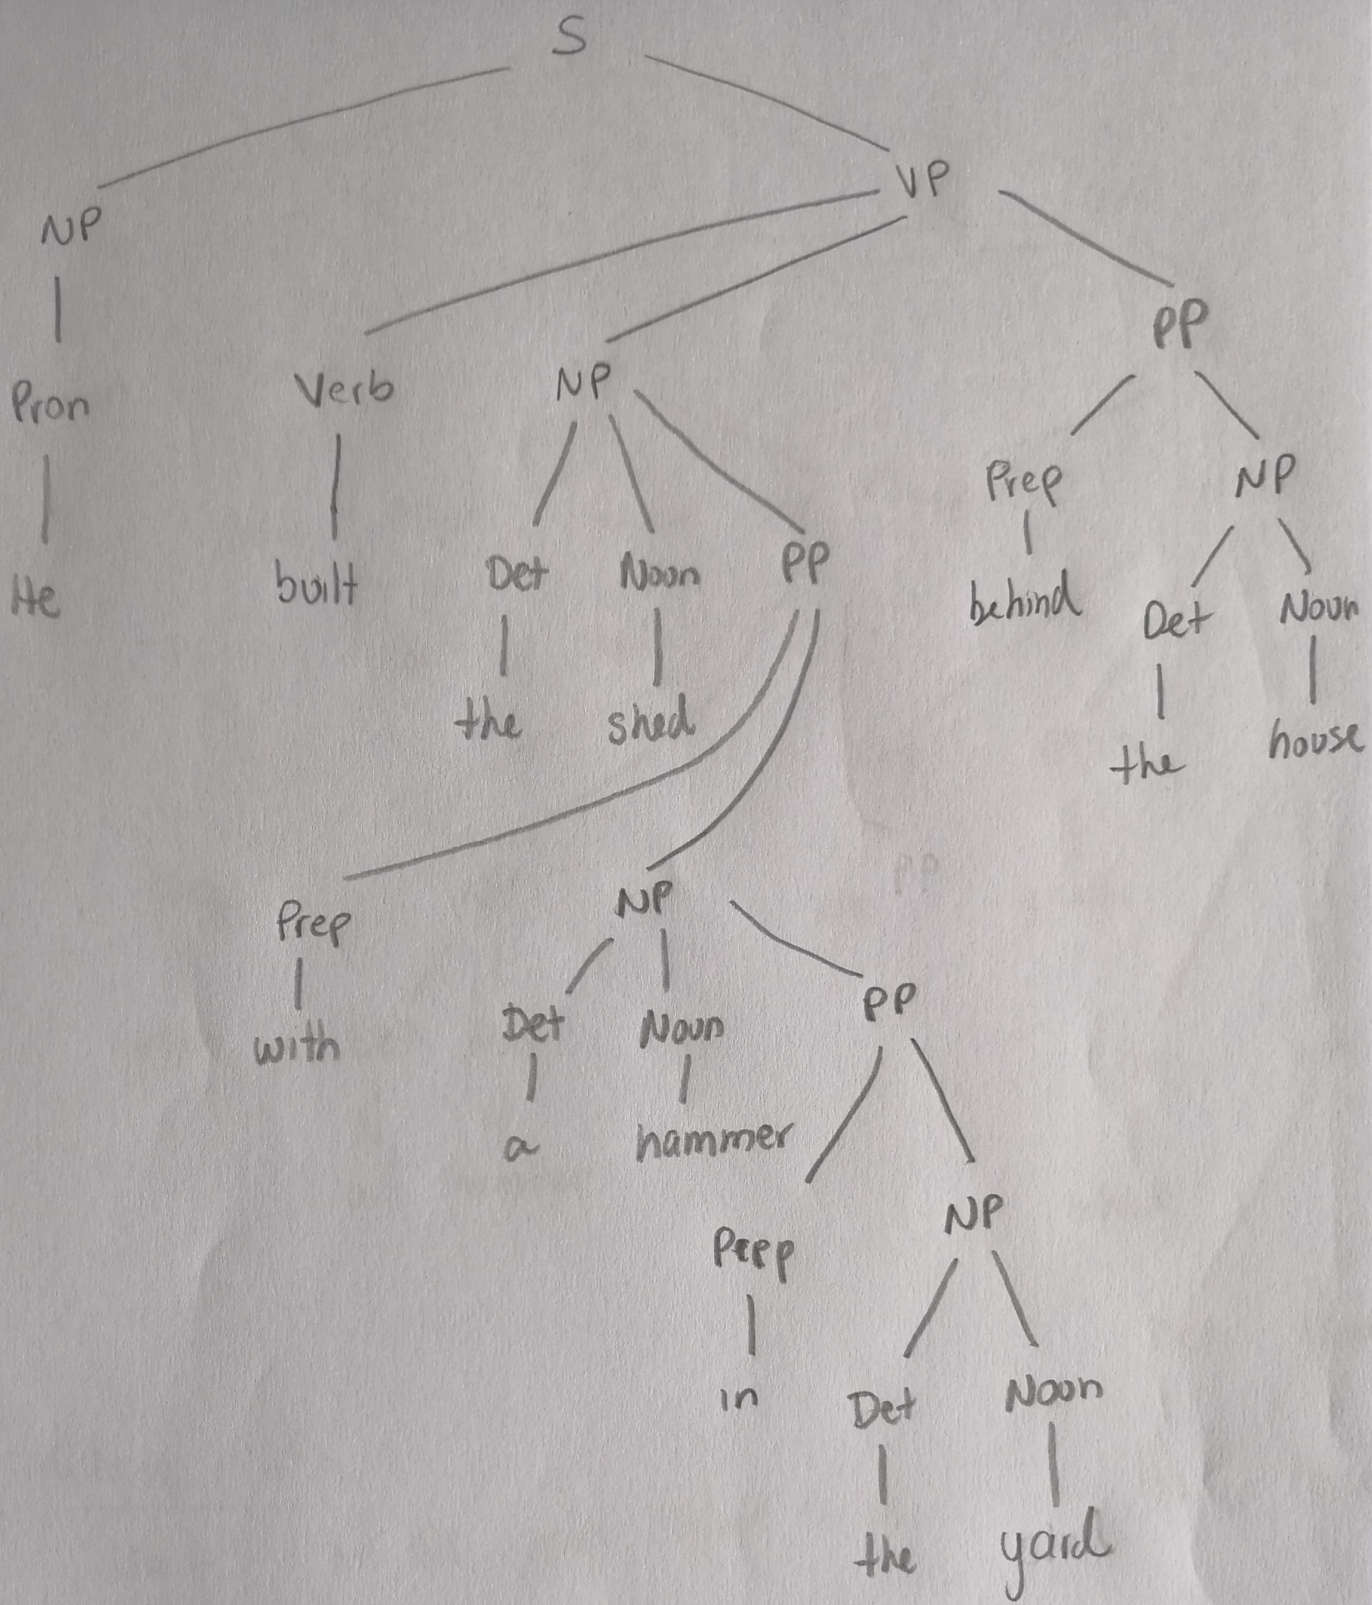 S
NP VP
Pron Verb NP PP
He built Det Noun PP Prep NP
the shed behind Det Noun
the house
Prep NP
with Det Noun PP
a hammer
Prep NP
in Det Noun
the yard